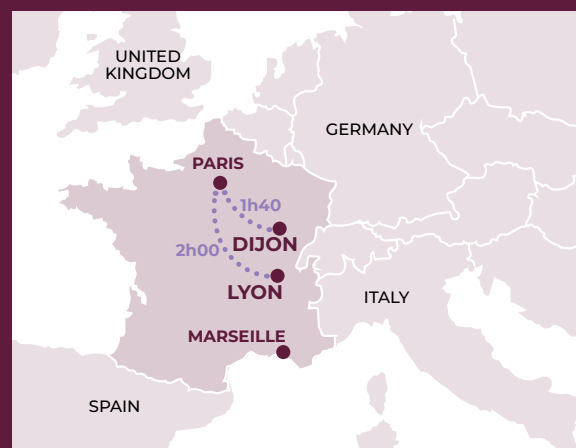 UNITED
KINGDOM
GERMANY
PARIS
1h40
DIJON
2h00
LYON
ITALY
MARSEILLE
SPAIN